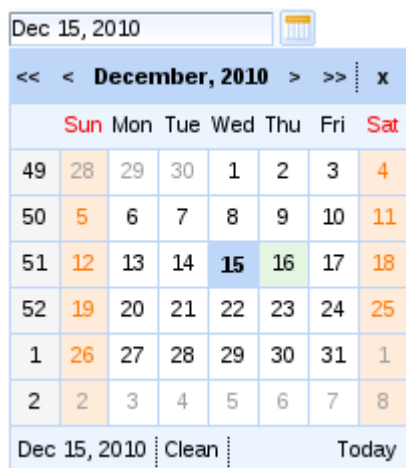 Dec 15, 2010
<< < December, 2010 > >> x
Sun Mon Tue Wed Thu Fri Sat
49 28 29 30 1 2 3 4
50 5 6 7 8 9 10 11
51 12 13 14 15 16 17 18
52 19 20 21 22 23 24 25
1 26 27 28 29 30 31 1
2 2 3 4 5 6 7 8
Dec 15, 2010 Clean Today